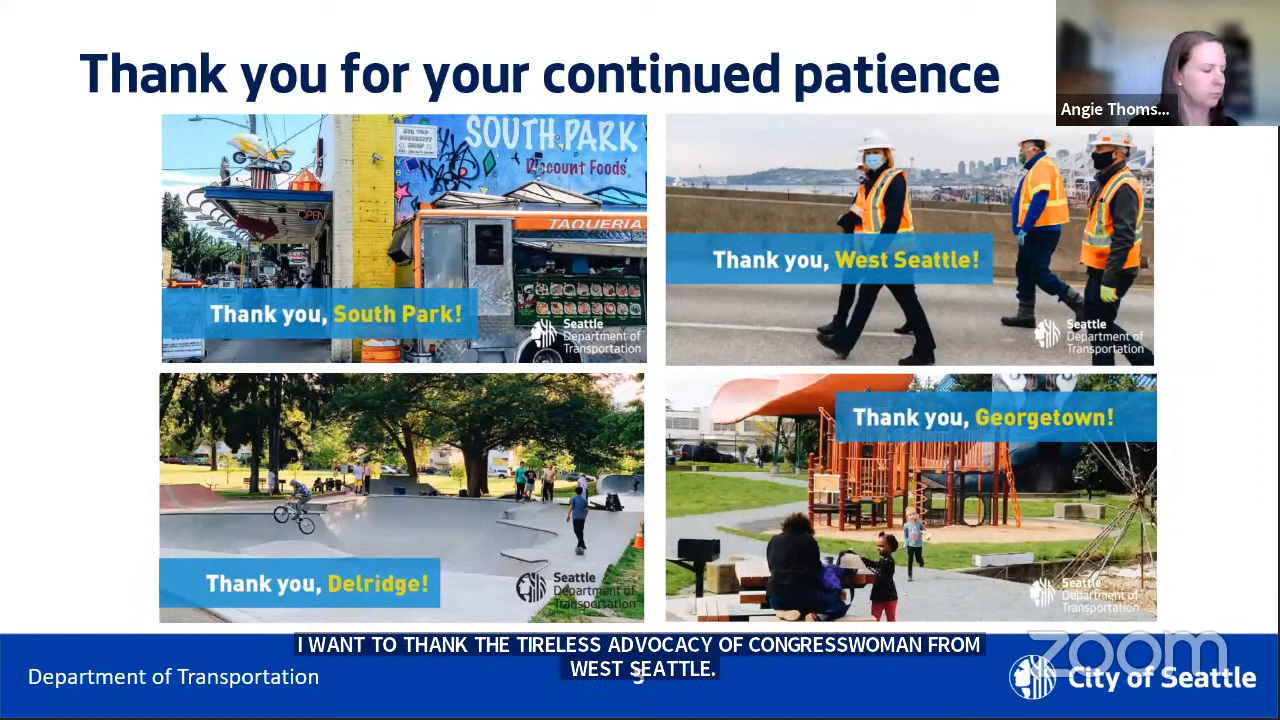 Thank you for your continued patience
Angie Thoms...
SOUTH PARK
Discount Foods
OPEN
TAQUERIA
Thank you, South Park!
Seattle
Department of
Transportation
Thank you, West Seattle!
Seattle
Department of
Transportation
Thank you, Delridge!
Seattle
Department of
Transportation
Thank you, Georgetown!
Seattle
Department of
Transportation
I WANT TO THANK THE TIRELESS ADVOCACY OF CONGRESSWOMAN FROM
WEST SEATTLE.
Department of Transportation
zoom
City of Seattle